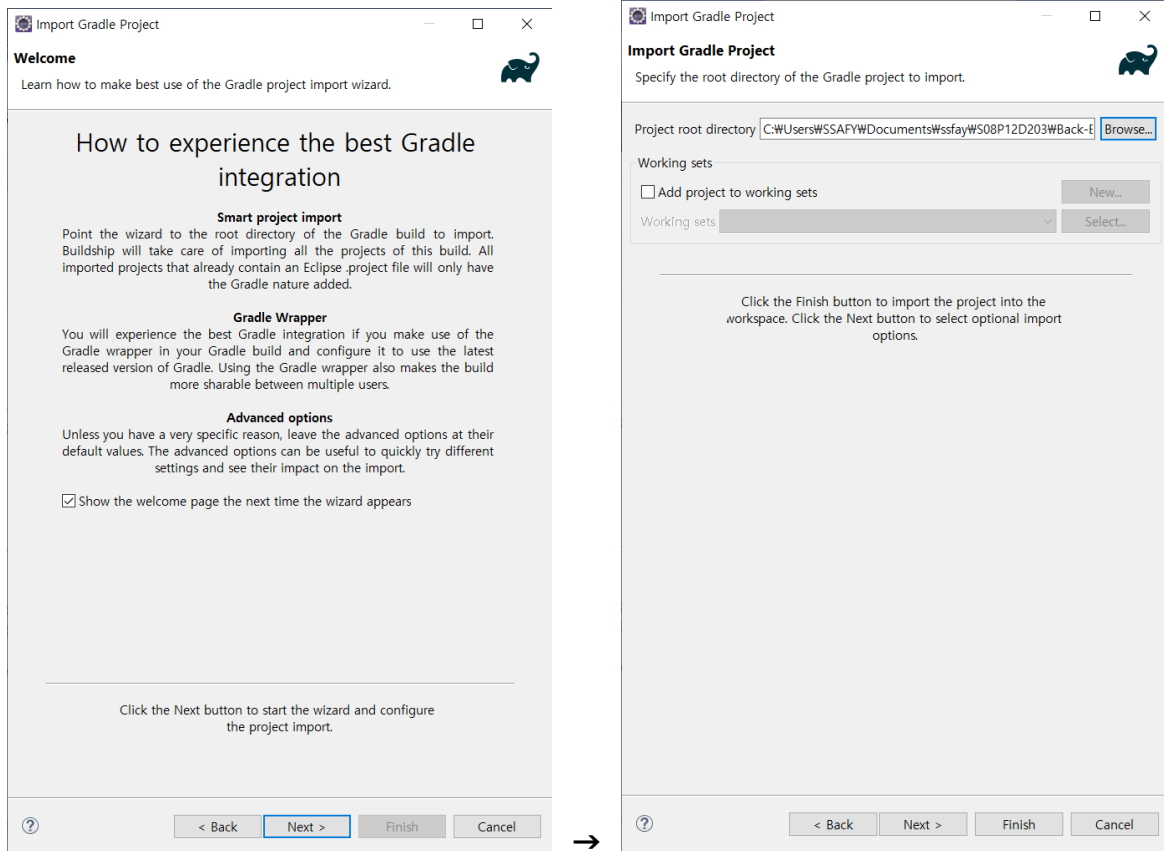 Import Gradle Project
Welcome
Learn how to make best use of the Gradle project import wizard.
How to experience the best Gradle
integration
Smart project import
Point the wizard to the root directory of the Gradle build to import.
Buildship will take care of importing all the projects of this build. All
imported projects that already contain an Eclipse .project file will only have
the Gradle nature added.
Gradle Wrapper
You will experience the best Gradle integration if you make use of the
Gradle wrapper in your Gradle build and configure it to use the latest
released version of Gradle. Using the Gradle wrapper also makes the build
more sharable between multiple users.
Advanced options
Unless you have a very specific reason, leave the advanced options at their
default values. The advanced options can be useful to quickly try different
settings and see their impact on the import.
Show the welcome page the next time the wizard appears
Click the Next button to start the wizard and configure
the project import.
< Back Next > Finish Cancel
➔
Import Gradle Project
Import Gradle Project
Specify the root directory of the Gradle project to import.
Project root directory C:₩Users₩SSAFY₩Documents₩ssfay₩S08P12D203₩Back-E Browse...
Working sets
Add project to working sets New...
Working sets Select...
Click the Finish button to import the project into the
workspace. Click the Next button to select optional import
options.
< Back Next > Finish Cancel